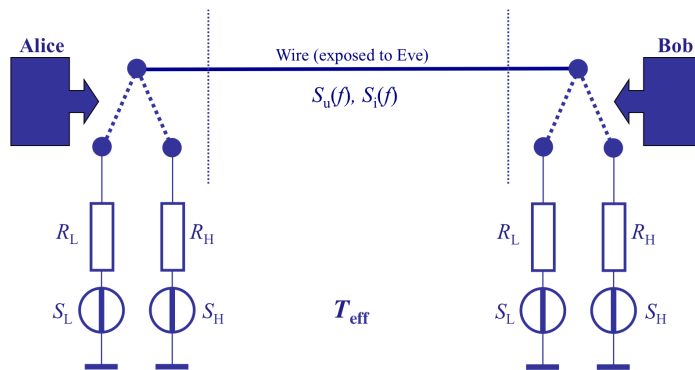 Alice
Bob
Wire (exposed to Eve)
Su(f), Si(f)
RL
RH
RL
RH
SL
SH
Teff
SL
SH